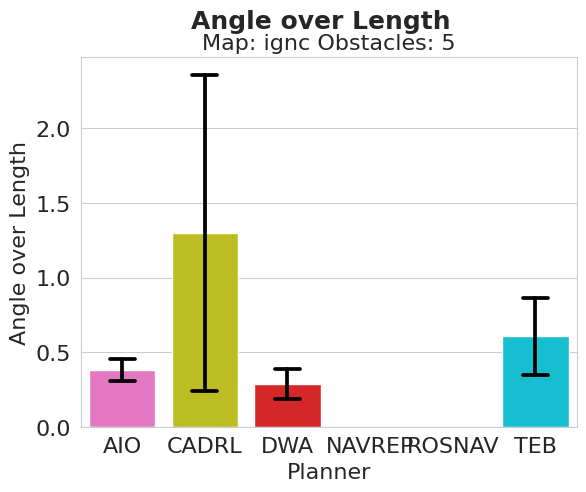 Angle over Length
Map: ignc Obstacles: 5
Angle over Length
2.0
1.5
1.0
0.5
0.0
AIO CADRL DWA NAVREP ROSNAV TEB
Planner